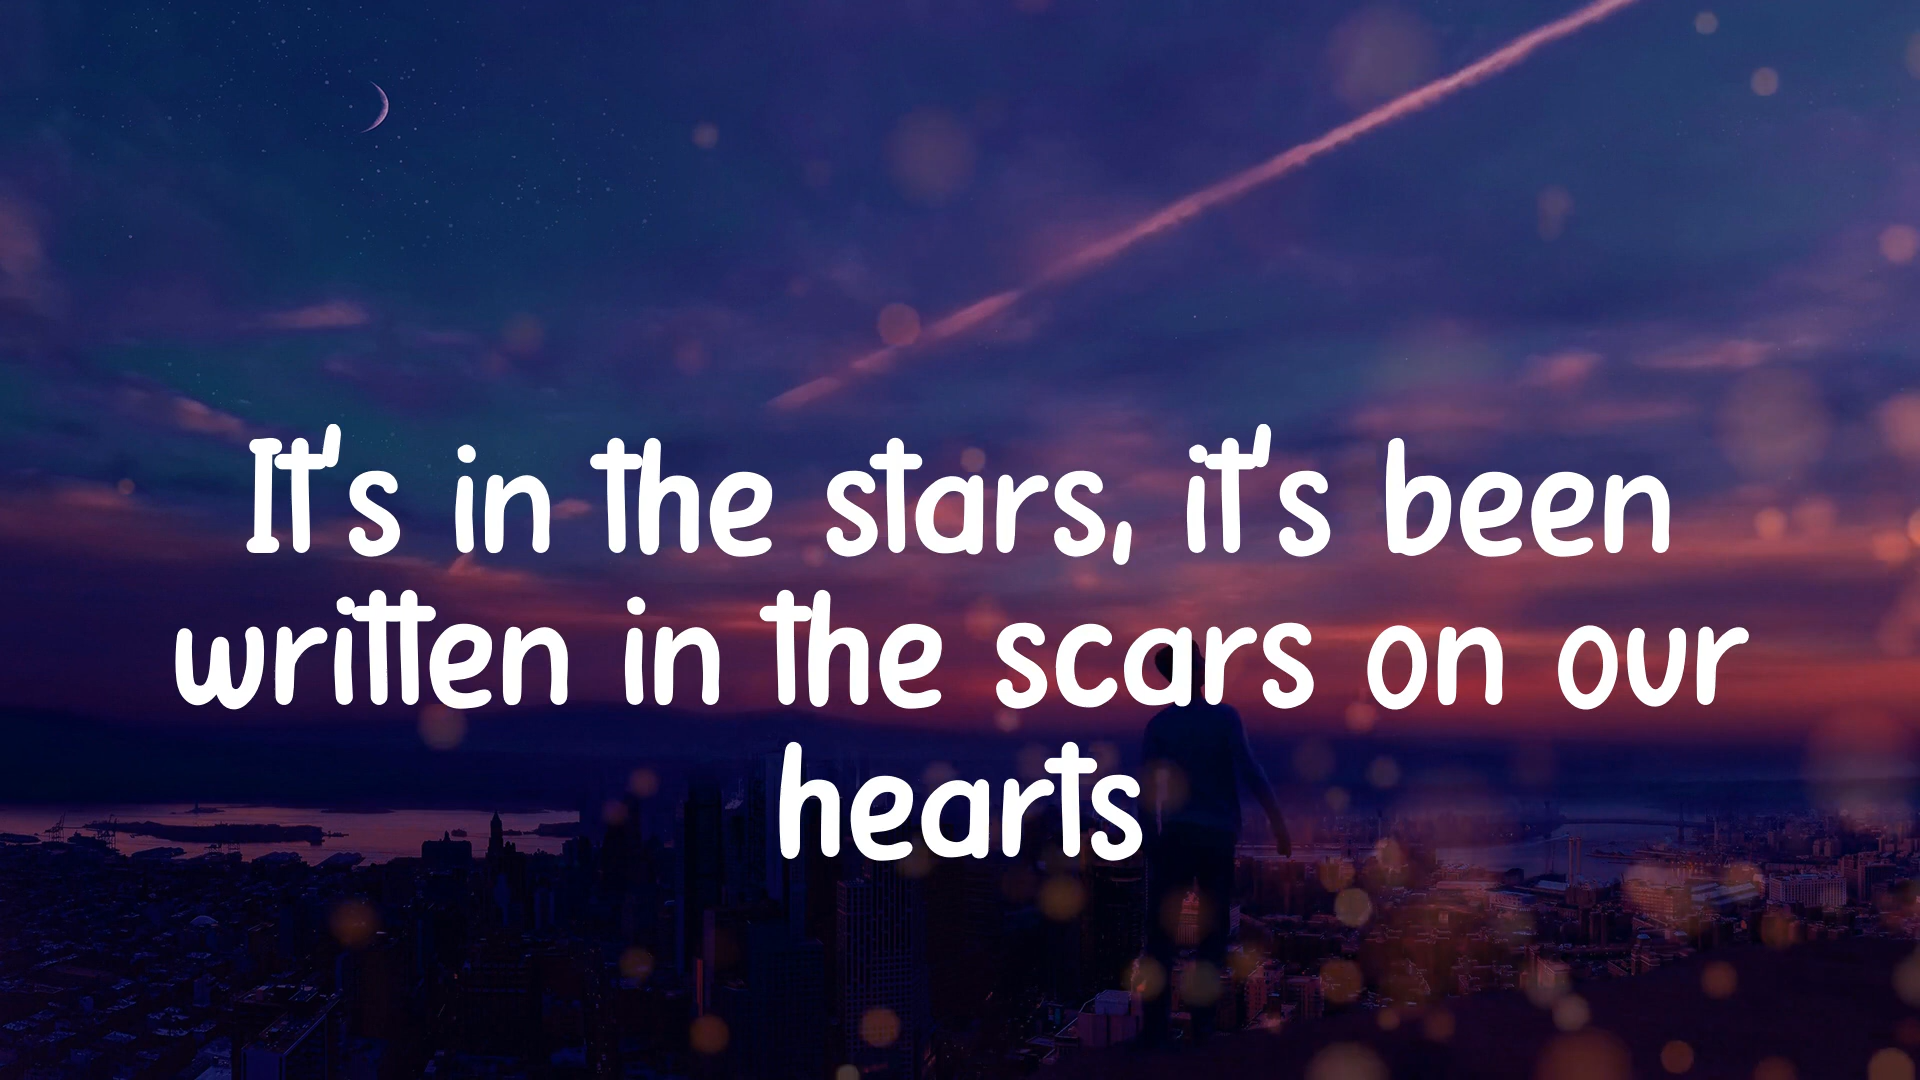 It's in the stars, it's been
written in the scars on our
hearts